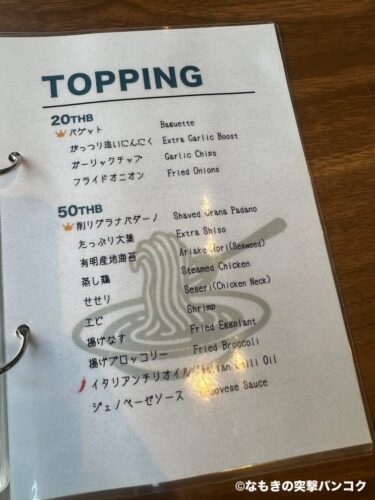 TOPPING
20THB
バゲット Baguette
がっつり追いにんにく Extra Garlic Boost
ガーリックチップ Garlic Chips
フライドオニオン Fried Onions
50THB
削りグラナパダーノ Shaved Grana Padano
たっぷり大葉 Extra Shiso
有明産地海苔 Ariake Nori(Seaweed)
蒸し鶏 Steamed Chicken
せせり Seseri(Chicken Neck)
エビ Shrimp
揚げなす Fried Eggplant
揚げブロッコリー Fried Broccoli
イタリアンチリオイル Italian Chili Oil
ジェノベーゼソース Genovese Sauce
©なもきの突撃バンコク